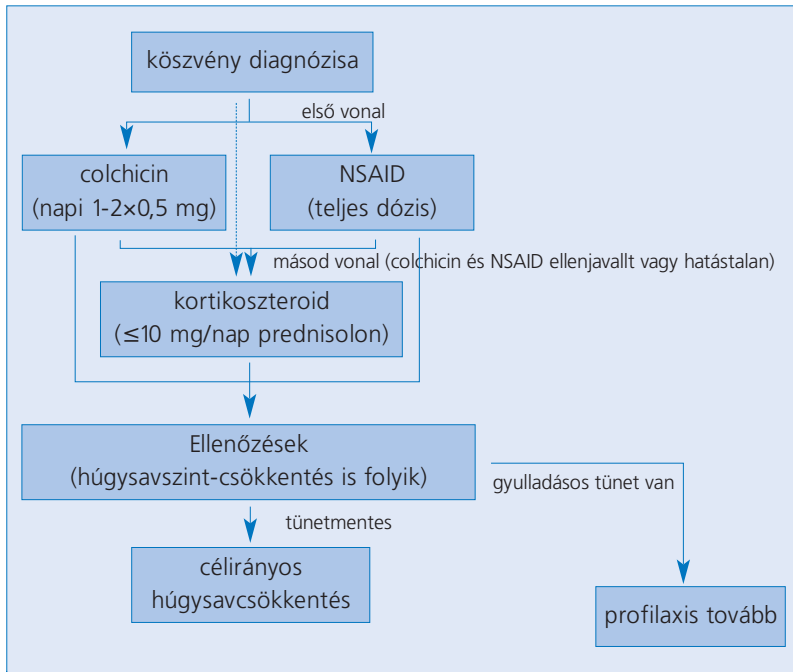 köszvény diagnózisa
első vonal
colchicin
(napi 1-2×0,5 mg)
NSAID
(teljes dózis)
másod vonal (colchicin és NSAID ellenjavallt vagy hatástalan)
kortikoszteroid
(≤10 mg/nap prednisolon)
Ellenőzések
(húgysavszint-csökkentés is folyik)
gyulladásos tünet van
tünetmentes
célirányos
húgysavcsökkentés
profilaxis tovább